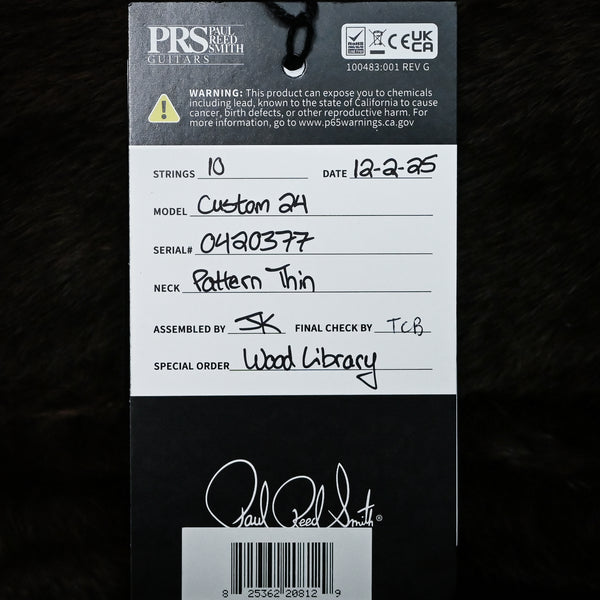 PRS PAUL REED SMITH
GUITARS
RoHS
CE UK CA
100483:001 REV G
WARNING: This product can expose you to chemicals
including lead, known to the state of California to cause
cancer, birth defects, or other reproductive harm. For
more information, go to www.p65warnings.ca.gov
STRINGS 10 DATE 12-2-25
MODEL Custom 24
SERIAL# 0420377
NECK Pattern Thin
ASSEMBLED BY JK FINAL CHECK BY TCB
SPECIAL ORDER Wood Library
Paul Reed Smith®
8 25362 20812 9